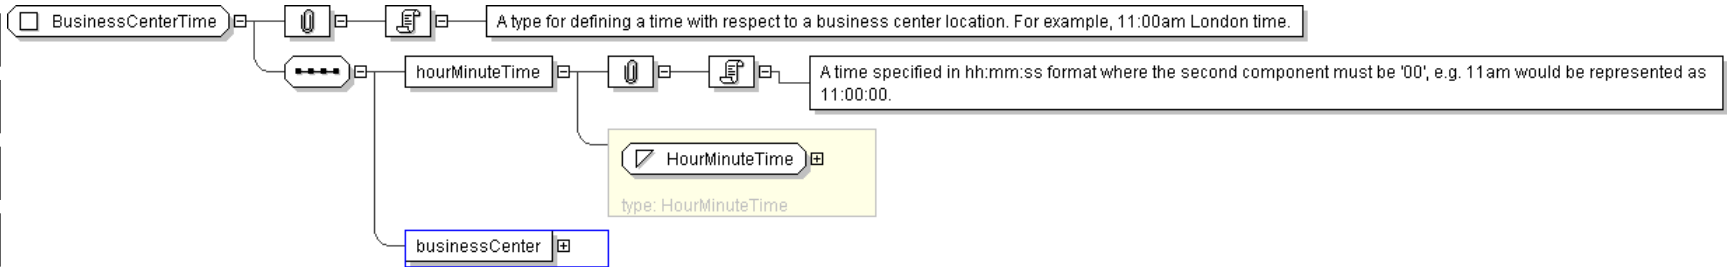 BusinessCenterTime
A type for defining a time with respect to a business center location. For example, 11:00am London time.
hourMinuteTime
A time specified in hh:mm:ss format where the second component must be '00', e.g. 11am would be represented as
11:00:00.
HourMinuteTime
type: HourMinuteTime
businessCenter